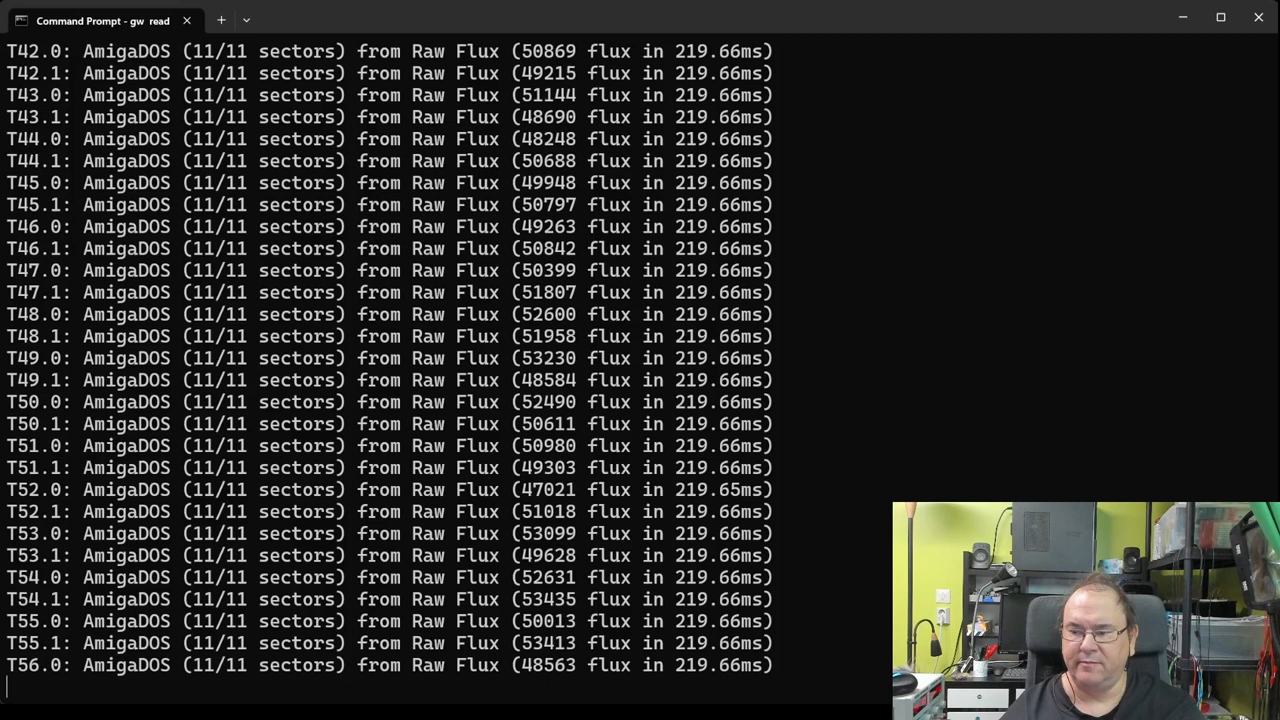 Command Prompt - gw read
T42.0: AmigaDOS (11/11 sectors) from Raw Flux (50869 flux in 219.66ms)
T42.1: AmigaDOS (11/11 sectors) from Raw Flux (49215 flux in 219.66ms)
T43.0: AmigaDOS (11/11 sectors) from Raw Flux (51144 flux in 219.66ms)
T43.1: AmigaDOS (11/11 sectors) from Raw Flux (48690 flux in 219.66ms)
T44.0: AmigaDOS (11/11 sectors) from Raw Flux (48248 flux in 219.66ms)
T44.1: AmigaDOS (11/11 sectors) from Raw Flux (50688 flux in 219.66ms)
T45.0: AmigaDOS (11/11 sectors) from Raw Flux (49948 flux in 219.66ms)
T45.1: AmigaDOS (11/11 sectors) from Raw Flux (50797 flux in 219.66ms)
T46.0: AmigaDOS (11/11 sectors) from Raw Flux (49263 flux in 219.66ms)
T46.1: AmigaDOS (11/11 sectors) from Raw Flux (50842 flux in 219.66ms)
T47.0: AmigaDOS (11/11 sectors) from Raw Flux (50399 flux in 219.66ms)
T47.1: AmigaDOS (11/11 sectors) from Raw Flux (51807 flux in 219.66ms)
T48.0: AmigaDOS (11/11 sectors) from Raw Flux (52600 flux in 219.66ms)
T48.1: AmigaDOS (11/11 sectors) from Raw Flux (51958 flux in 219.66ms)
T49.0: AmigaDOS (11/11 sectors) from Raw Flux (53230 flux in 219.66ms)
T49.1: AmigaDOS (11/11 sectors) from Raw Flux (48584 flux in 219.66ms)
T50.0: AmigaDOS (11/11 sectors) from Raw Flux (52490 flux in 219.66ms)
T50.1: AmigaDOS (11/11 sectors) from Raw Flux (50611 flux in 219.66ms)
T51.0: AmigaDOS (11/11 sectors) from Raw Flux (50980 flux in 219.66ms)
T51.1: AmigaDOS (11/11 sectors) from Raw Flux (49303 flux in 219.66ms)
T52.0: AmigaDOS (11/11 sectors) from Raw Flux (47021 flux in 219.65ms)
T52.1: AmigaDOS (11/11 sectors) from Raw Flux (51018 flux in 219.66ms)
T53.0: AmigaDOS (11/11 sectors) from Raw Flux (53099 flux in 219.66ms)
T53.1: AmigaDOS (11/11 sectors) from Raw Flux (49628 flux in 219.66ms)
T54.0: AmigaDOS (11/11 sectors) from Raw Flux (52631 flux in 219.66ms)
T54.1: AmigaDOS (11/11 sectors) from Raw Flux (53435 flux in 219.66ms)
T55.0: AmigaDOS (11/11 sectors) from Raw Flux (50013 flux in 219.66ms)
T55.1: AmigaDOS (11/11 sectors) from Raw Flux (53413 flux in 219.66ms)
T56.0: AmigaDOS (11/11 sectors) from Raw Flux (48563 flux in 219.66ms)